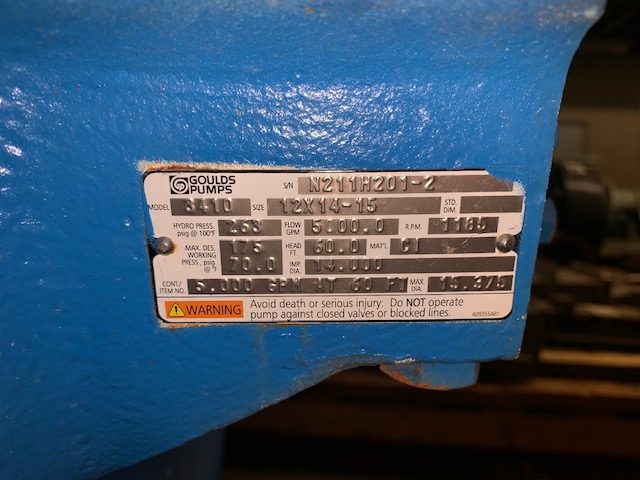 GOULDS PUMPS S/N N211H201-2
MODEL 3410 SIZE 12X14-15 STD. DIM.
HYDRO PRESS. psig @ 100°F 263 FLOW GPM 5000.0 R.P.M. 1185
MAX. DES. WORKING PRESS., psig @ °F 175 70.0 HEAD FT 60.0 MAT'L CI
IMP. DIA 14.000
CONT./ ITEM NO. 5,000 GPM AT 60 FT MAX. DIA. 15.375
WARNING Avoid death or serious injury: Do NOT operate
pump against closed valves or blocked lines. A09355AR1